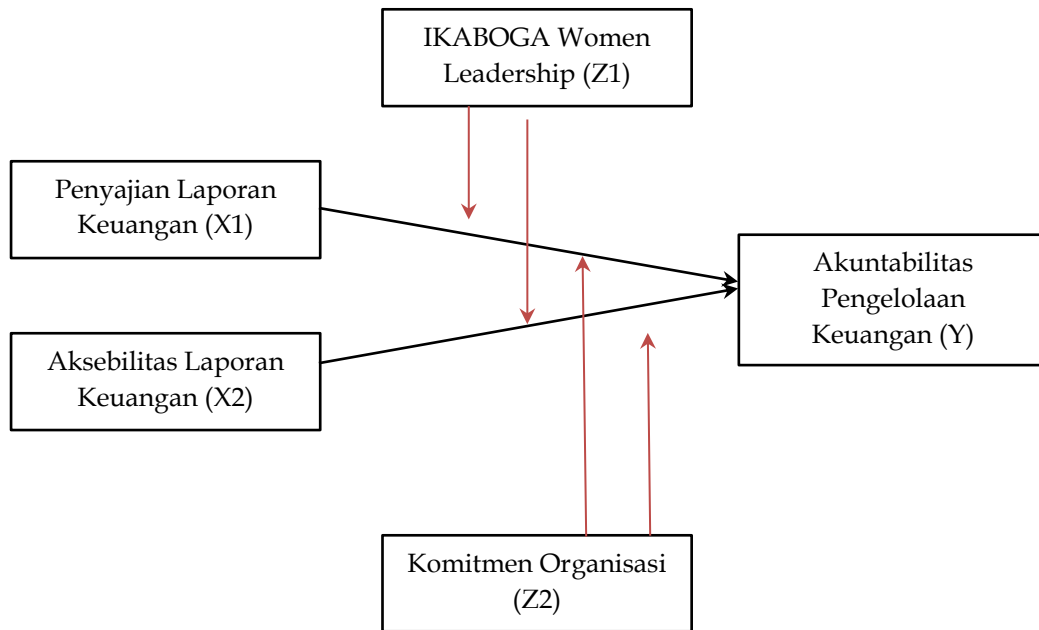 IKABOGA Women
Leadership (Z1)
Penyajian Laporan
Keuangan (X1)
Akuntabilitas
Pengelolaan
Keuangan (Y)
Aksebilitas Laporan
Keuangan (X2)
Komitmen Organisasi
(Z2)